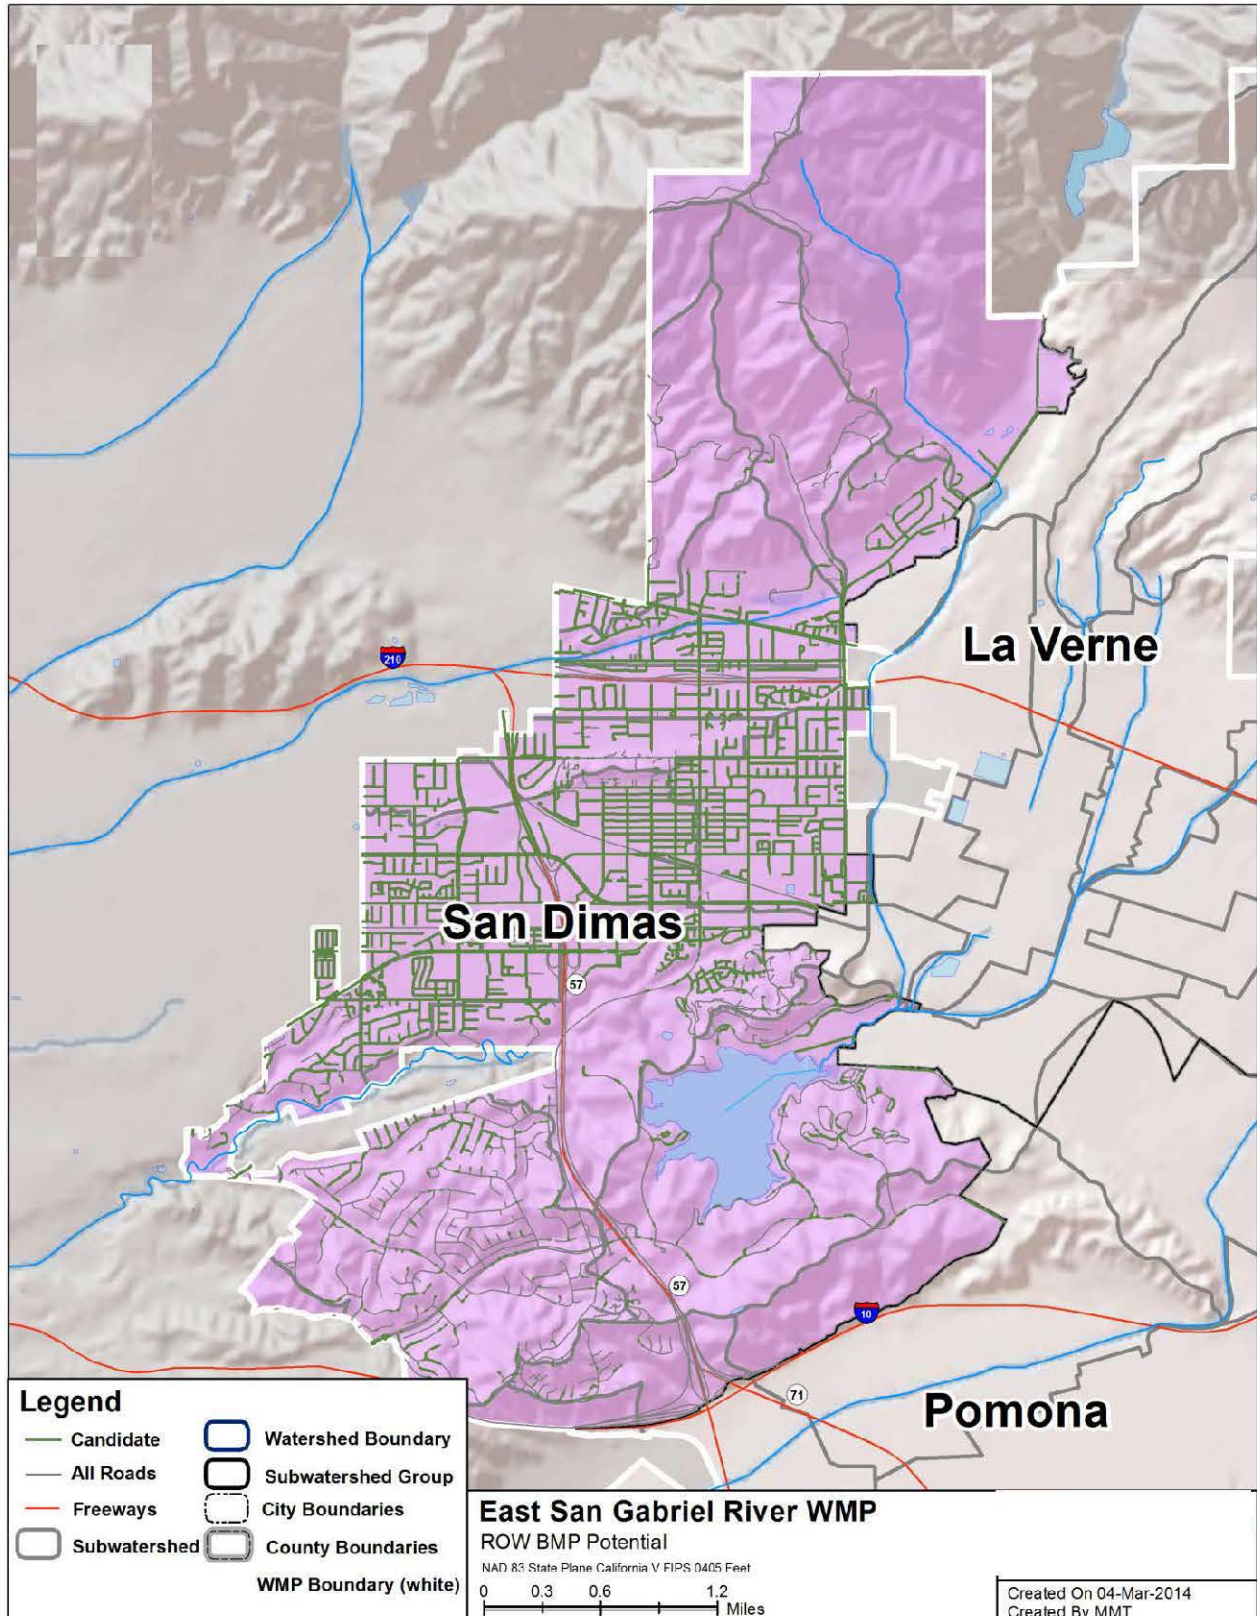 210
La Verne
San Dimas
57
57
10
71
Pomona
Legend
Candidate
All Roads
Freeways
Subwatershed
Watershed Boundary
Subwatershed Group
City Boundaries
County Boundaries
WMP Boundary (white)
East San Gabriel River WMP
ROW BMP Potential
NAD 83 State Plane California V FIPS 0405 Feet
0 0.3 0.6 1.2
Miles
Created On 04-Mar-2014
Created By MMT